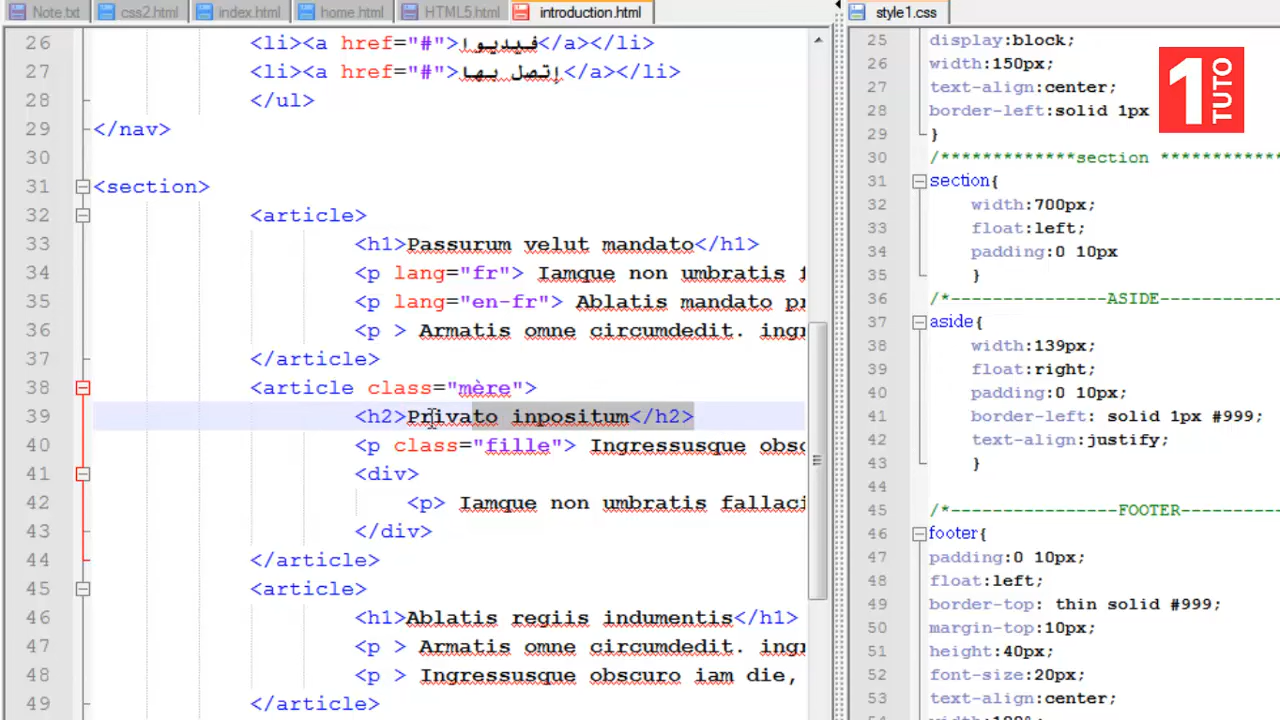 Note.txt css2.html index.html home.html HTML5.html introduction.html
26 <li><a href="#">فيديوا</a></li>
27 <li><a href="#">إتصل بها</a></li>
28 </ul>
29 </nav>
30
31 <section>
32 <article>
33 <h1>Passurum velut mandato</h1>
34 <p lang="fr"> Iamque non umbratis
35 <p lang="en-fr"> Ablatis mandato
36 <p > Armatis omne circumdedit.
37 </article>
38 <article class="mère">
39 <h2>Privato inpositum</h2>
40 <p class="fille"> Ingressusque
41 <div>
42 <p> Iamque non umbratis
43 </div>
44 </article>
45 <article>
46 <h1>Ablatis regiis indumentis</h1>
47 <p > Armatis omne circumdedit.
48 <p > Ingressusque obscuro iam die,
49 </article>
style1.css
25 display:block;
26 width:150px;
27 text-align:center;
28 border-left:solid 1px
29 }
30 /*************section ************
31 section{
32 width:700px;
33 float:left;
34 padding:0 10px
35 }
36 /*---------------ASIDE-----------
37 aside{
38 width:139px;
39 float:right;
40 padding:0 10px;
41 border-left: solid 1px #999;
42 text-align:justify;
43 }
44
45 /*----------------FOOTER---------
46 footer{
47 padding:0 10px;
48 float:left;
49 border-top: thin solid #999;
50 margin-top:10px;
51 height:40px;
52 font-size:20px;
53 text-align:center;
1 TUTO